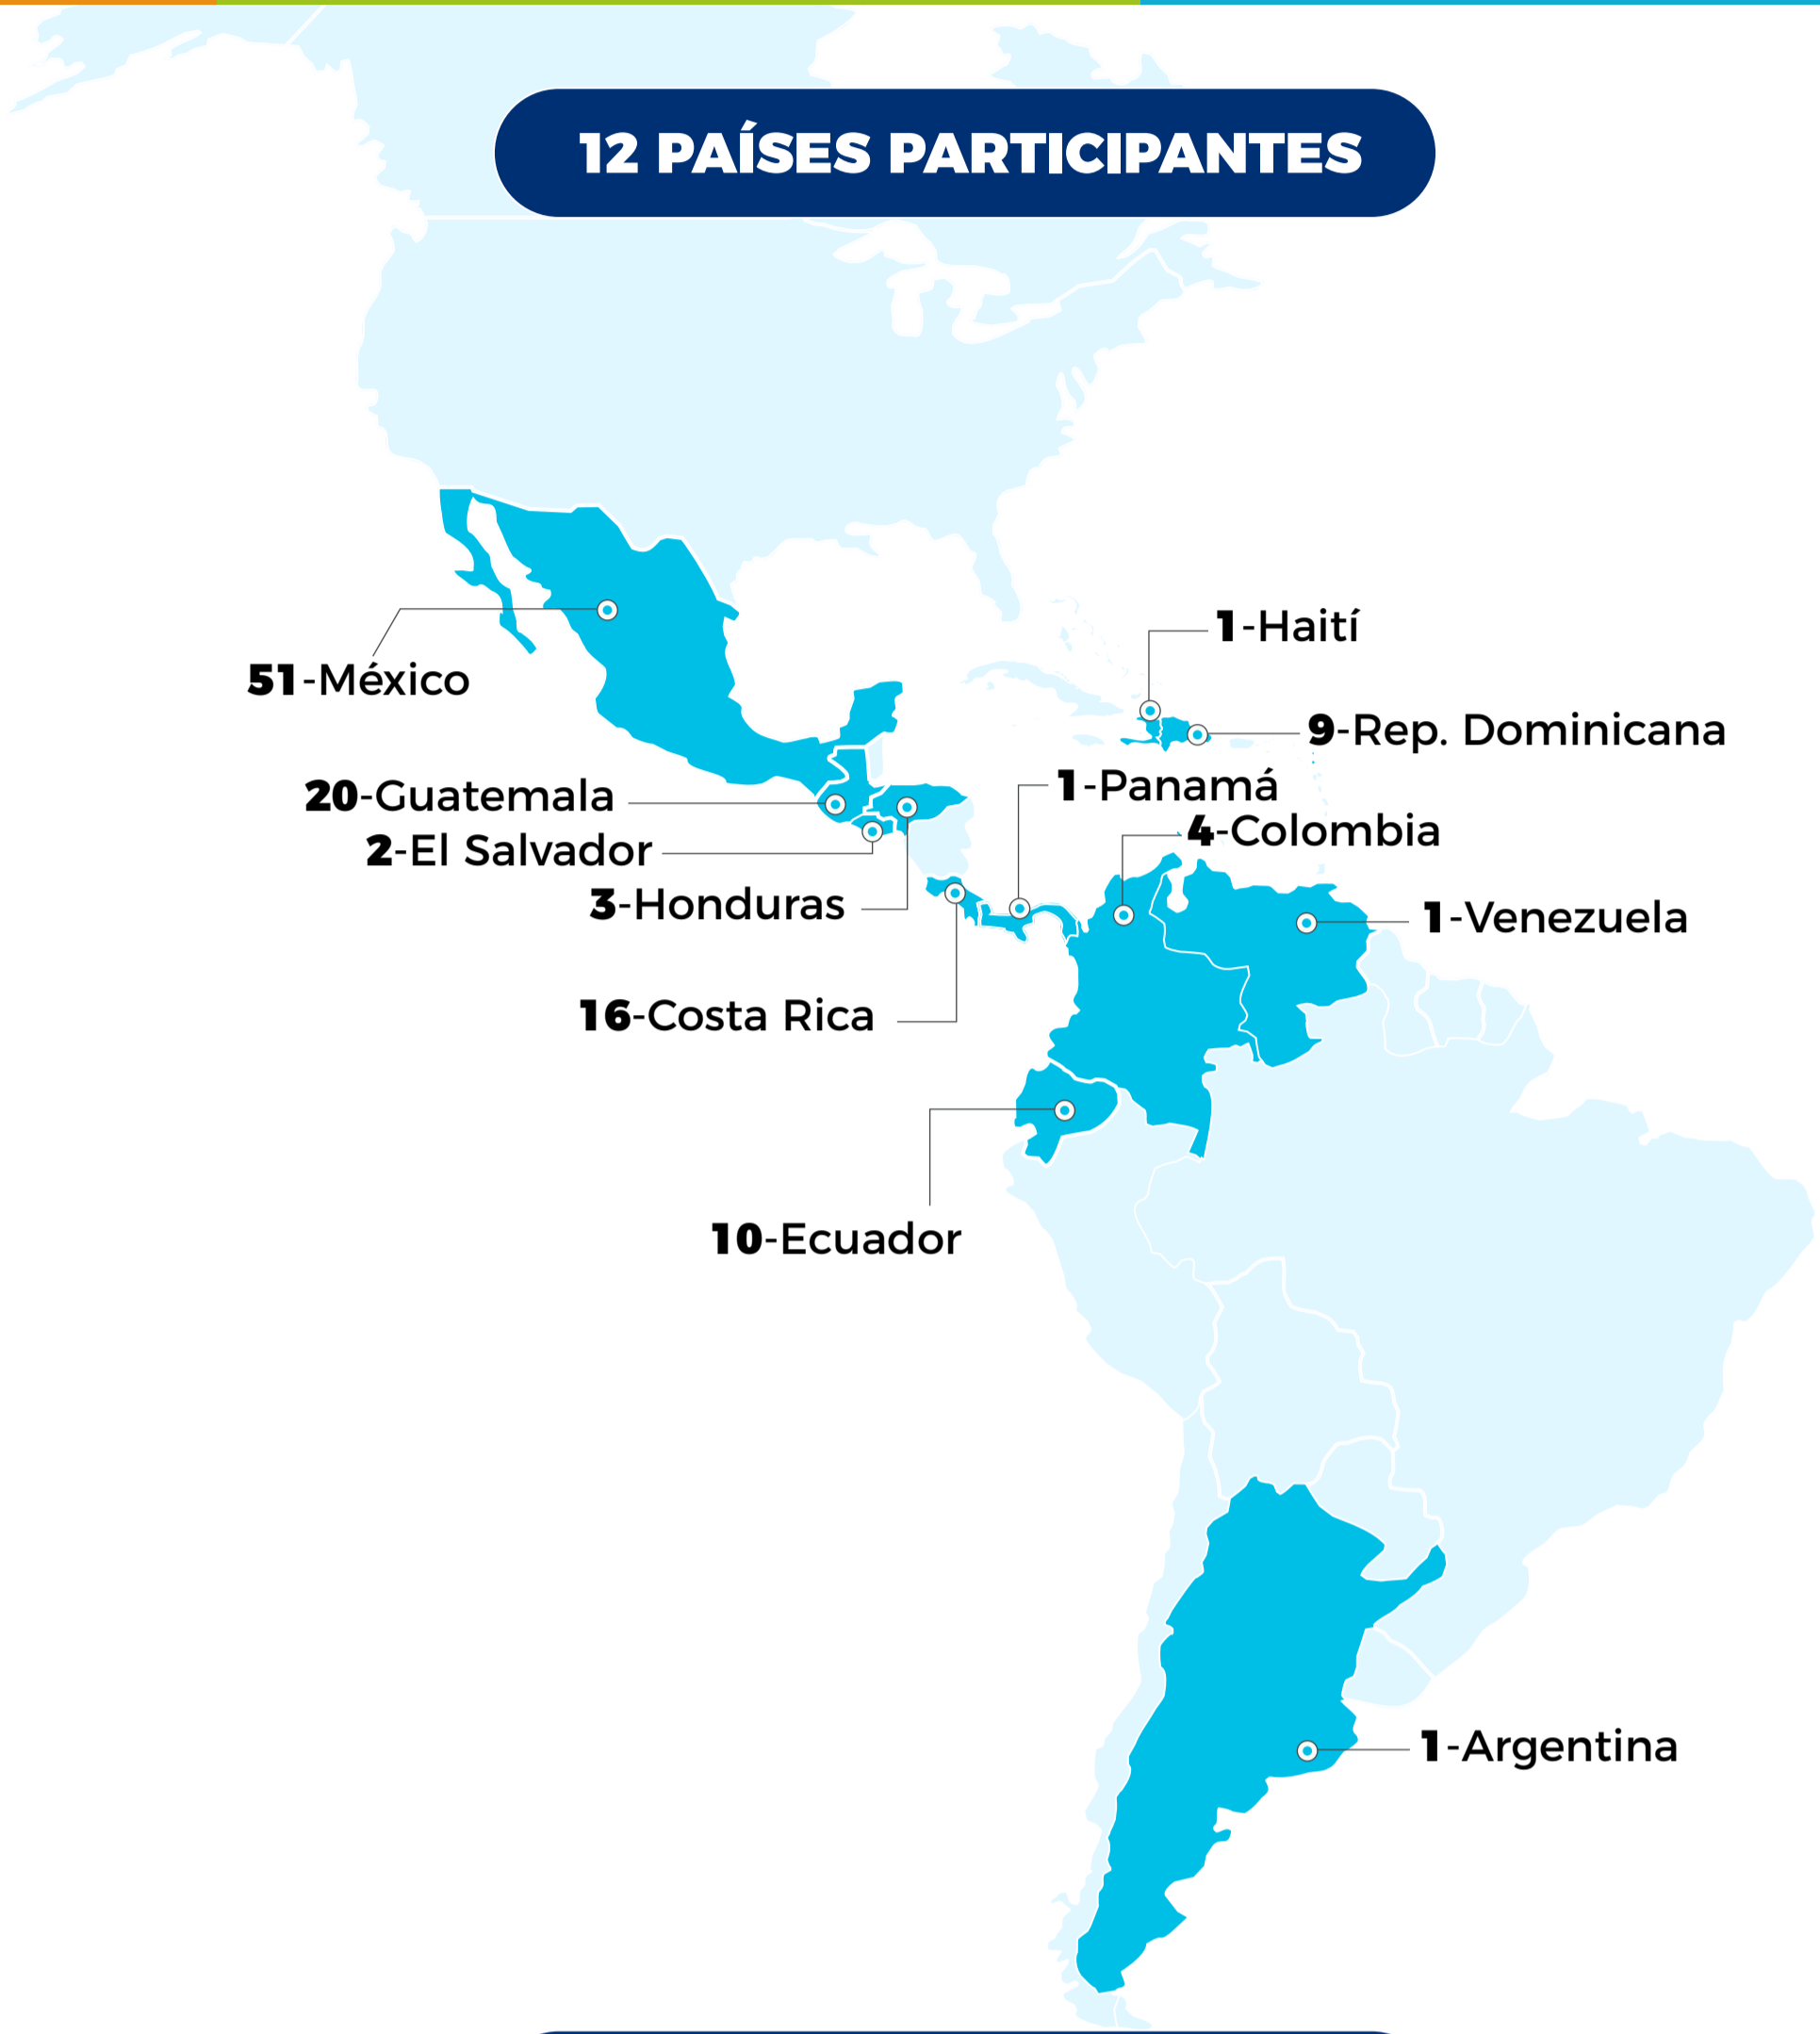 12 PAÍSES PARTICIPANTES
1-Haití
51-México
9-Rep. Dominicana
20-Guatemala
1-Panamá
2-El Salvador
4-Colombia
3-Honduras
1-Venezuela
16-Costa Rica
10-Ecuador
1-Argentina